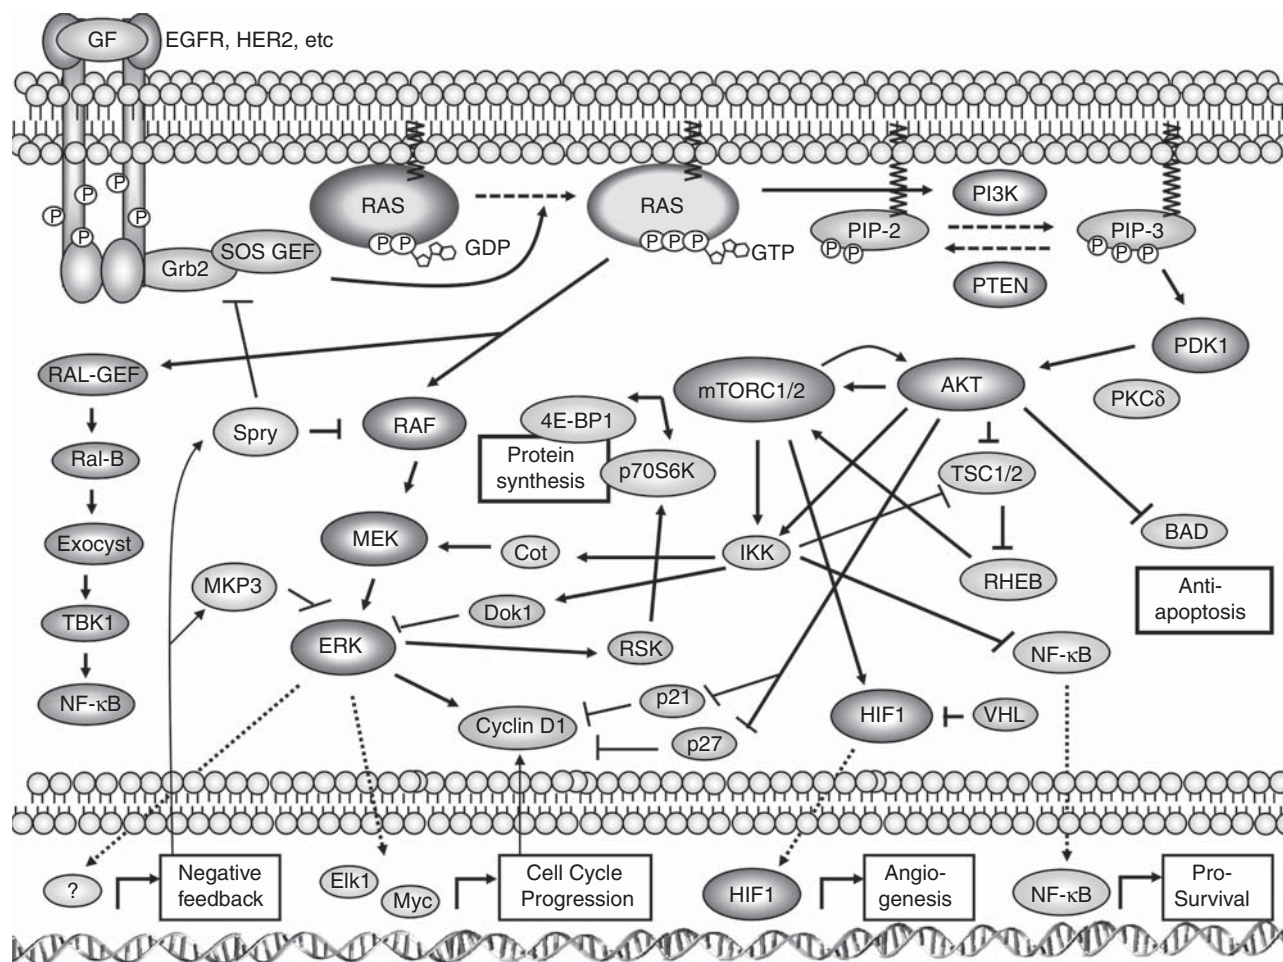 GF
EGFR, HER2, etc
P
P
P
P
P
Grb2
SOS GEF
RAS
P P
GDP
RAS
P P P
GTP
PI3K
PIP-2
P P
PIP-3
P P P
PTEN
PDK1
PKCδ
RAL-GEF
Ral-B
Exocyst
TBK1
NF-κB
Spry
RAF
4E-BP1
Protein
synthesis
p70S6K
mTORC1/2
AKT
TSC1/2
BAD
MEK
Cot
IKK
RHEB
Anti-
apoptosis
MKP3
Dok1
ERK
RSK
NF-κB
p21
Cyclin D1
p27
HIF1
VHL
?
Negative
feedback
Elk1
Myc
Cell Cycle
Progression
HIF1
Angio-
genesis
NF-κB
Pro-
Survival